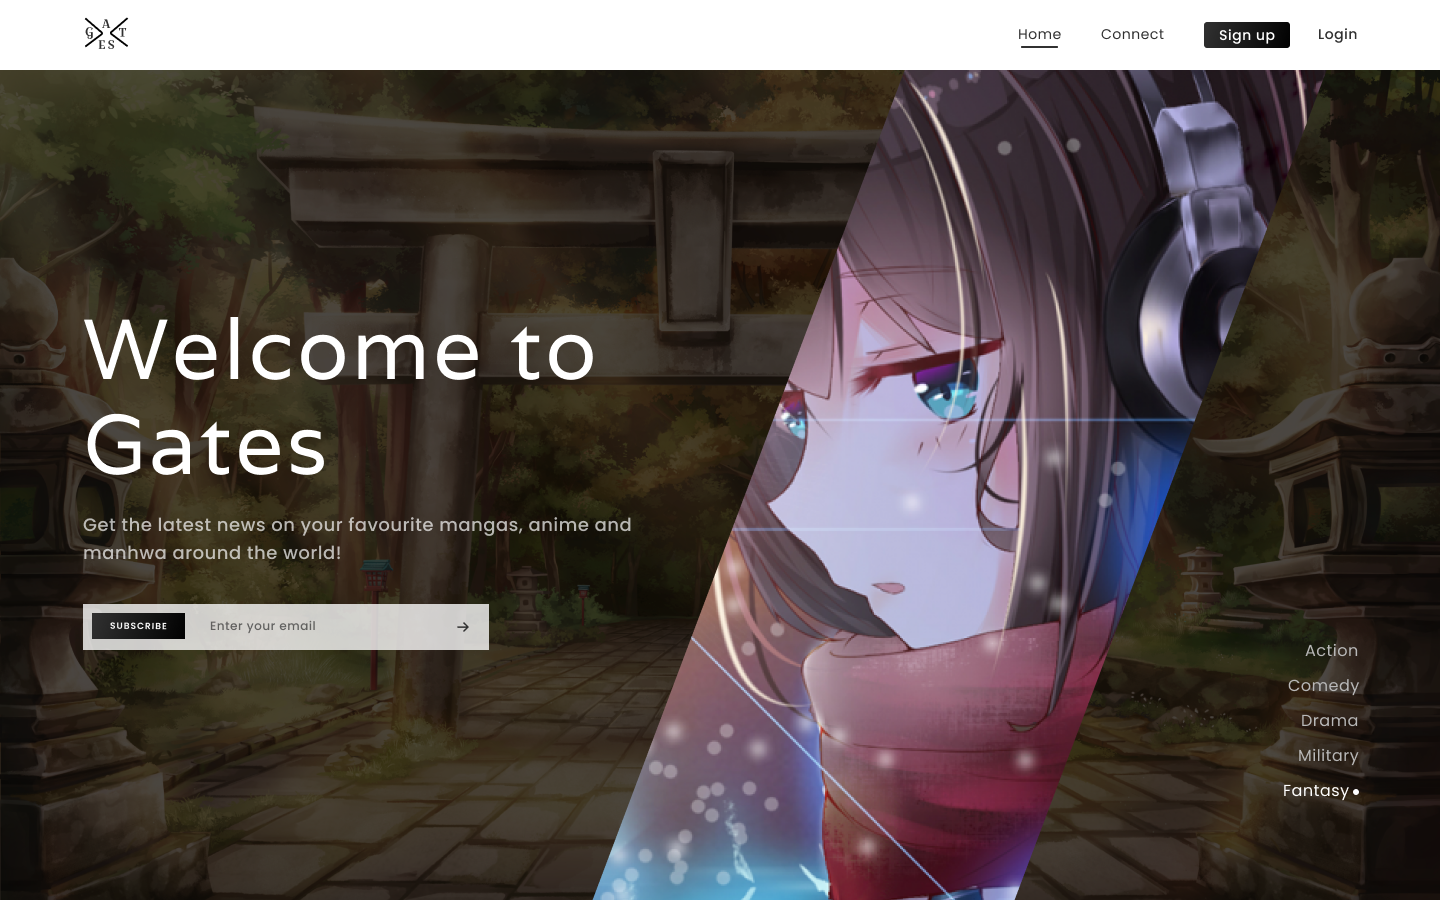 GATES
Home
Connect
Sign up
Login
Welcome to
Gates
Get the latest news on your favourite mangas, anime and
manhwa around the world!
SUBSCRIBE
Enter your email
Action
Comedy
Drama
Military
Fantasy